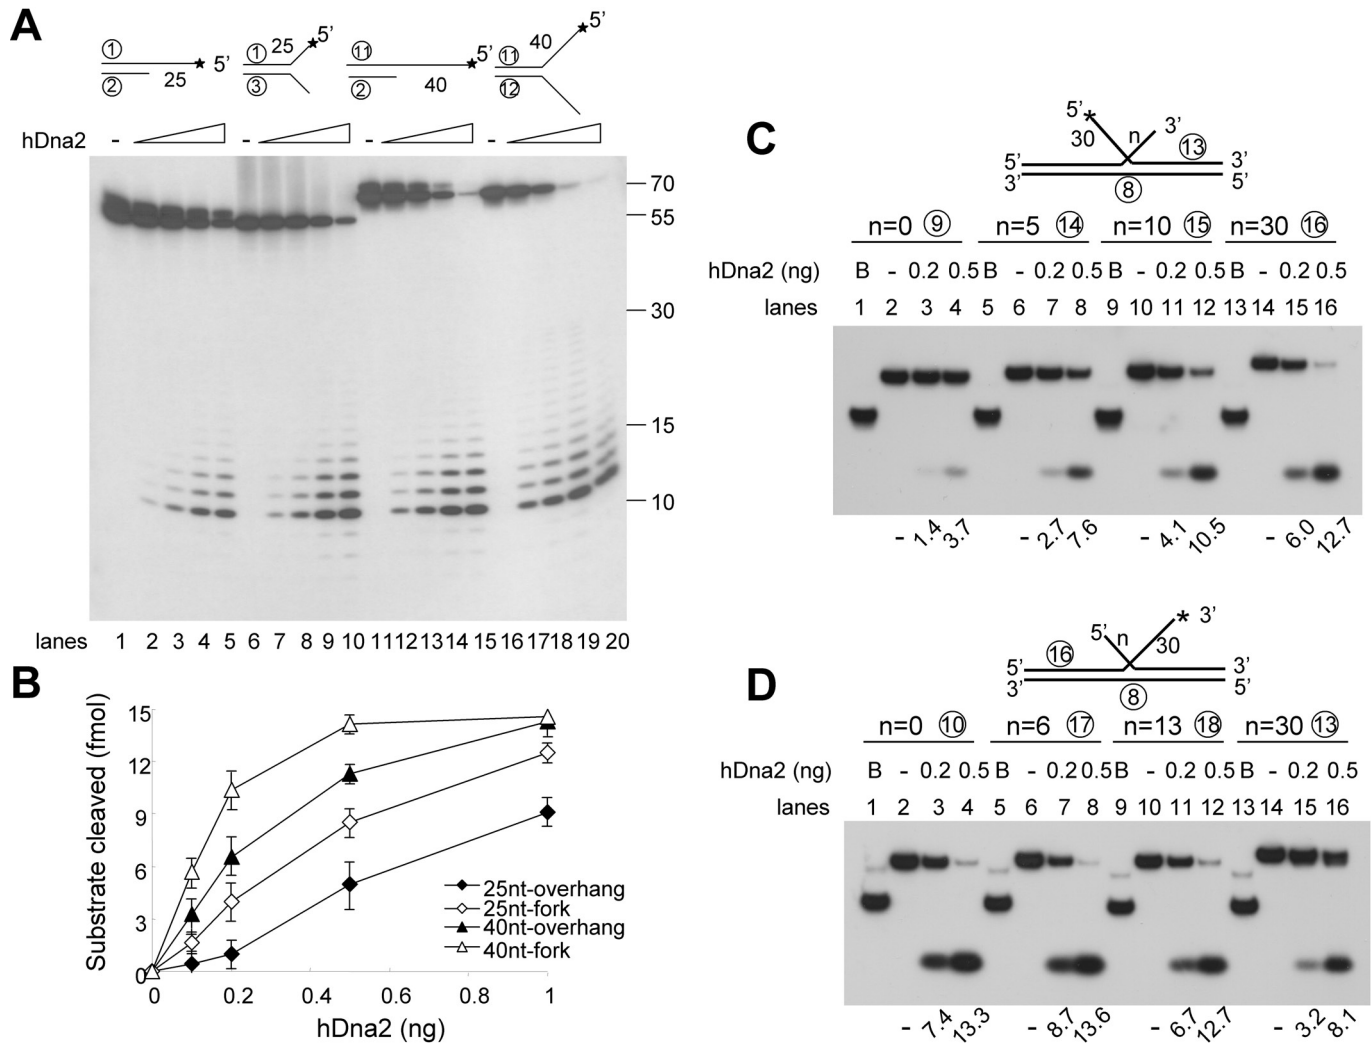 A
① 25 5’
① 25 5’
⑪ 5’
⑪ 40 5’
② 25
③
② 40
⑫
hDna2 - - - -
70
55
30
15
10
lanes 1 2 3 4 5 6 7 8 9 10 11 12 13 14 15 16 17 18 19 20
B
Substrate cleaved (fmol)
15
12
9
6
3
0
0 0.2 0.4 0.6 0.8 1
hDna2 (ng)
25nt-overhang
25nt-fork
40nt-overhang
40nt-fork
C
5’ * n 3’
30 ⑬
5’ 3’
3’ ⑧ 5’
n=0 ⑨ n=5 ⑭ n=10 ⑮ n=30 ⑯
hDna2 (ng) B - 0.2 0.5 B - 0.2 0.5 B - 0.2 0.5 B - 0.2 0.5
lanes 1 2 3 4 5 6 7 8 9 10 11 12 13 14 15 16
- 1.4 3.7 - 2.7 7.6 - 4.1 10.5 - 6.0 12.7
D
5’ n * 3’
⑯ 30
5’ 3’
3’ ⑧ 5’
n=0 ⑩ n=6 ⑰ n=13 ⑱ n=30 ⑬
hDna2 (ng) B - 0.2 0.5 B - 0.2 0.5 B - 0.2 0.5 B - 0.2 0.5
lanes 1 2 3 4 5 6 7 8 9 10 11 12 13 14 15 16
- 7.4 13.3 - 8.7 13.6 - 6.7 12.7 - 3.2 8.1